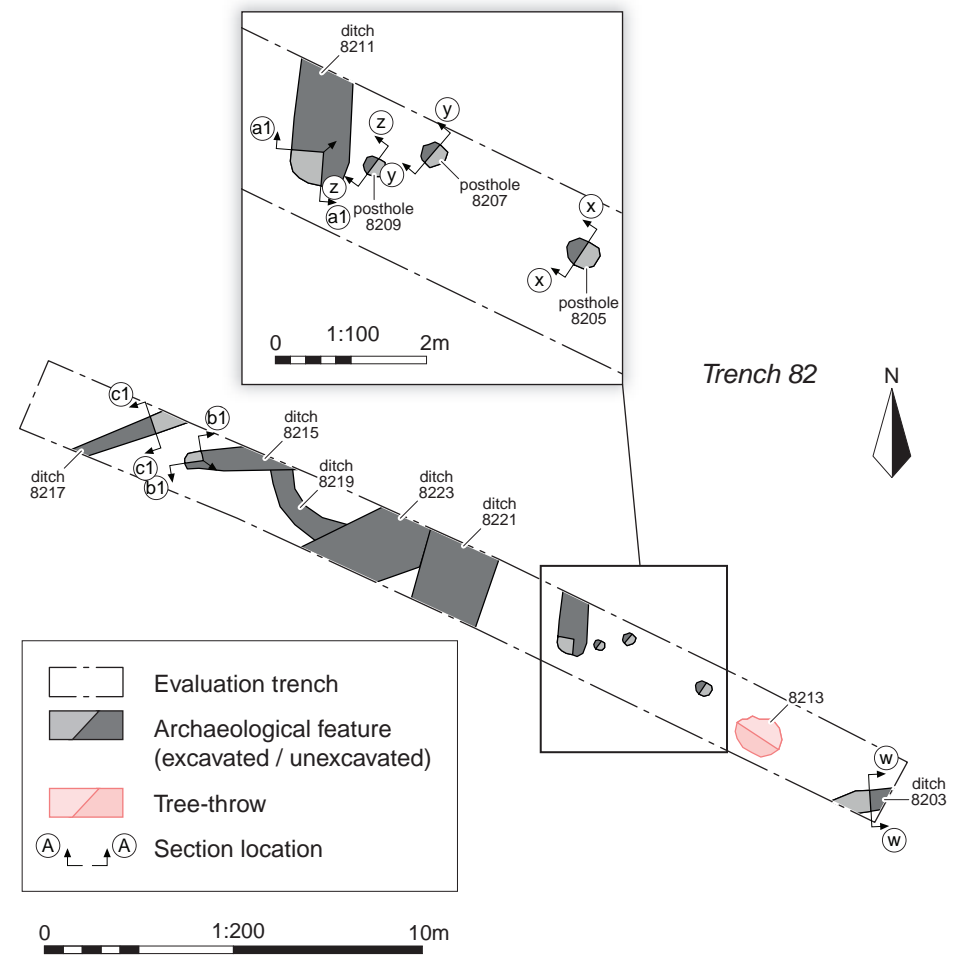 ditch
8211
a1
z
y
z
y
a1
posthole
8209
posthole
8207
x
x
posthole
8205
0
1:100
2m
Trench 82
N
c1
b1
ditch
8215
ditch
8217
c1
b1
ditch
8219
ditch
8223
ditch
8221
8213
w
ditch
8203
w
Evaluation trench
Archaeological feature
(excavated / unexcavated)
Tree-throw
A
A
Section location
0
1:200
10m